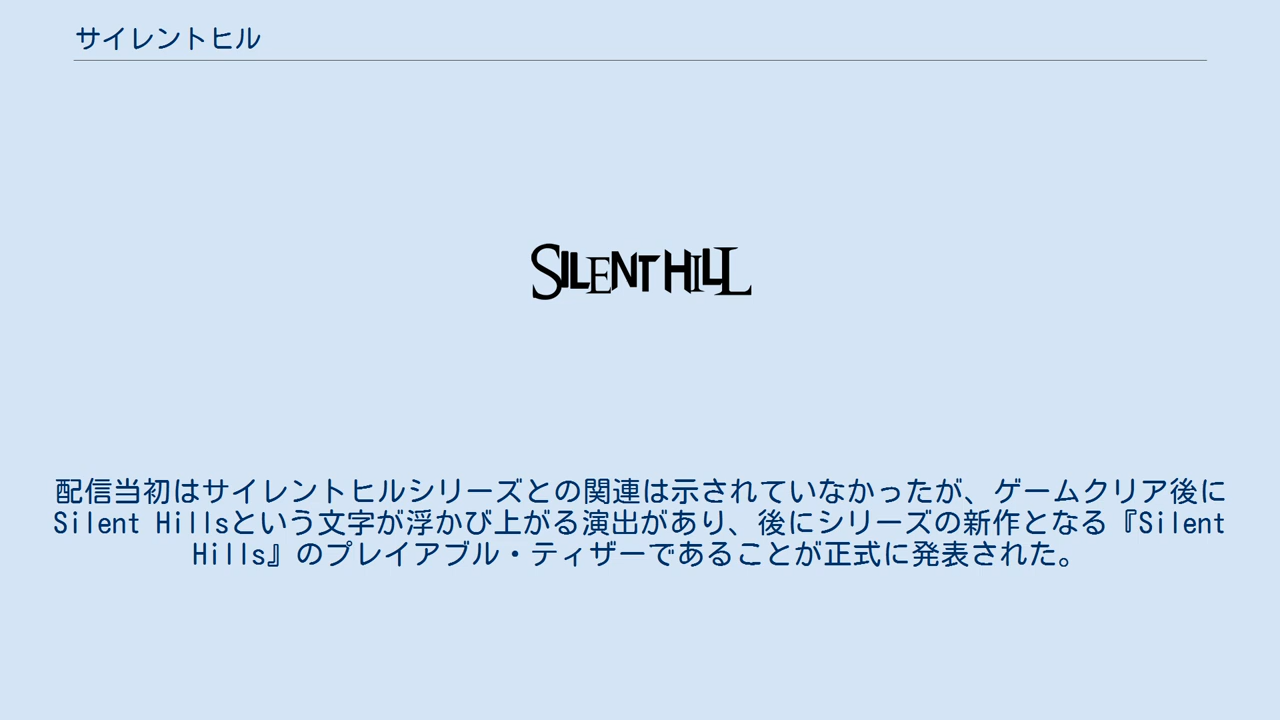 サイレントヒル
SILENT HILL
配信当初はサイレントヒルシリーズとの関連は示されていなかったが、ゲームクリア後に
Silent Hillsという文字が浮かび上がる演出があり、後にシリーズの新作となる『Silent
Hills』のプレイアブル・ティザーであることが正式に発表された。